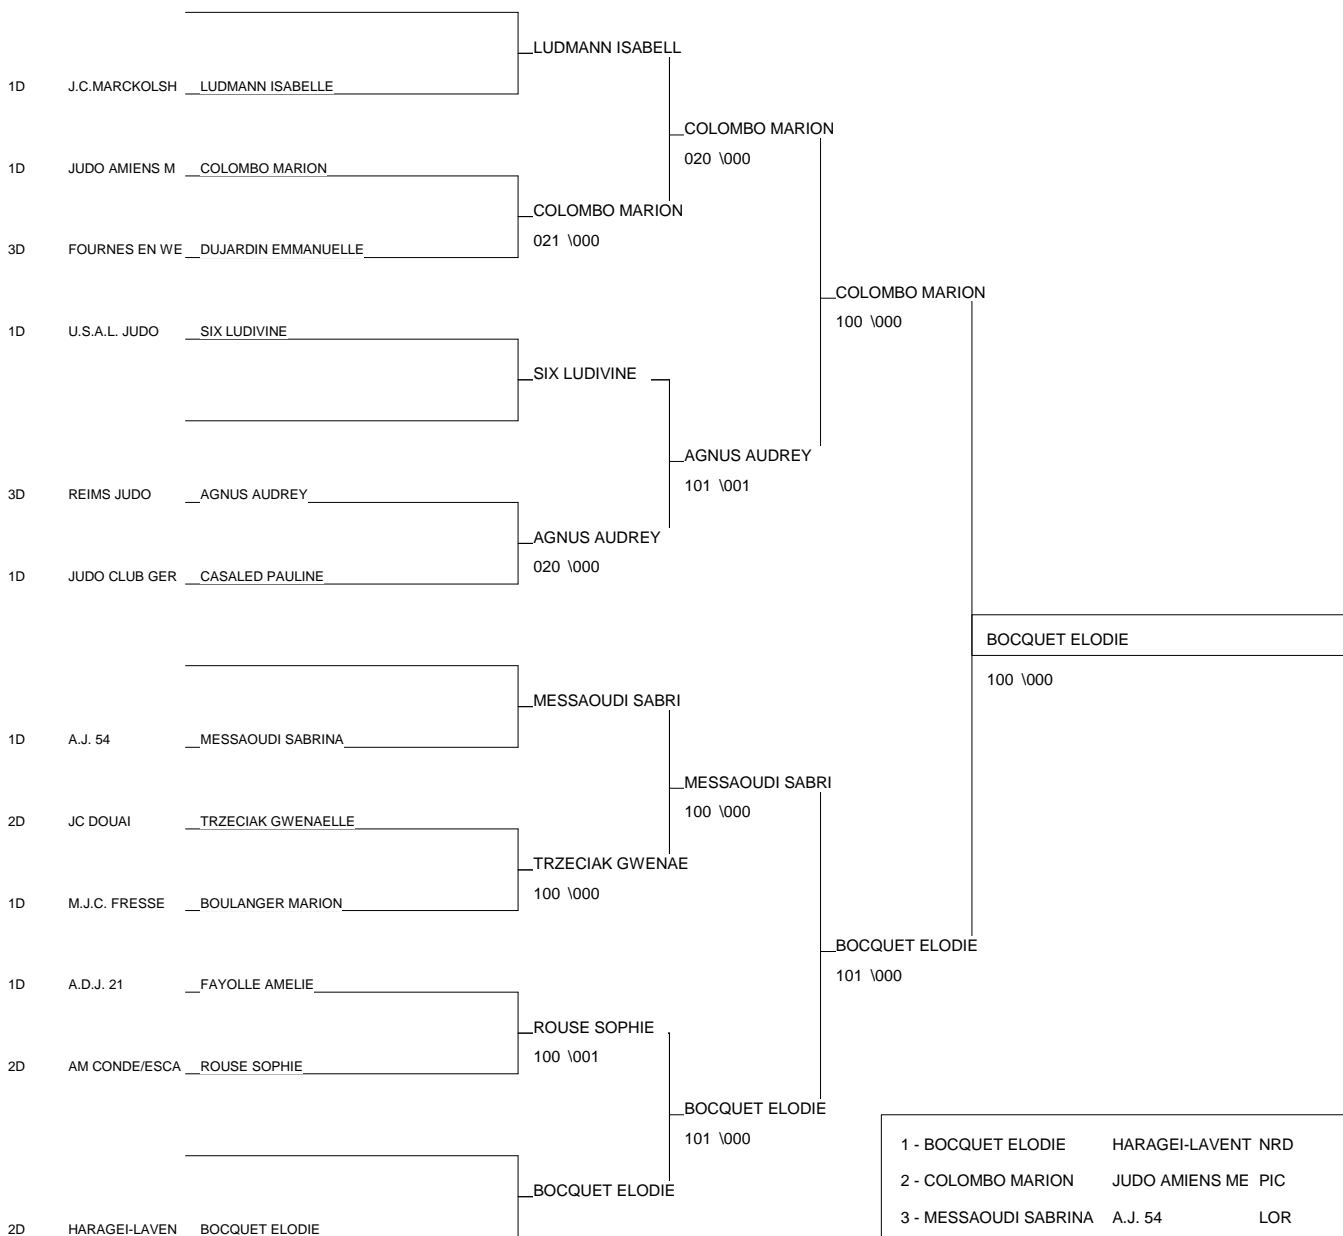 LUDMANN ISABELL
1D J.C.MARCKOLSH LUDMANN ISABELLE
COLOMBO MARION
020 \000
1D JUDO AMIENS M COLOMBO MARION
COLOMBO MARION
021 \000
3D FOURNES EN WE DUJARDIN EMMANUELLE
COLOMBO MARION
100 \000
1D U.S.A.L. JUDO SIX LUDIVINE
SIX LUDIVINE
AGNUS AUDREY
101 \001
3D REIMS JUDO AGNUS AUDREY
AGNUS AUDREY
020 \000
1D JUDO CLUB GER CASALED PAULINE
BOCQUET ELODIE
100 \000
MESSAOUDI SABRI
1D A.J. 54 MESSAOUDI SABRINA
MESSAOUDI SABRI
100 \000
2D JC DOUAI TRZECIAK GWENAELLE
TRZECIAK GWENAE
100 \000
1D M.J.C. FRESSE BOULANGER MARION
BOCQUET ELODIE
101 \000
1D A.D.J. 21 FAYOLLE AMELIE
ROUSE SOPHIE
100 \001
2D AM CONDE/ESCA ROUSE SOPHIE
BOCQUET ELODIE
101 \000
1 - BOCQUET ELODIE HARAGEI-LAVENT NRD
2 - COLOMBO MARION JUDO AMIENS ME PIC
BOCQUET ELODIE
3 - MESSAOUDI SABRINA A.J. 54 LOR
2D HARAGEI-LAVEN BOCQUET ELODIE